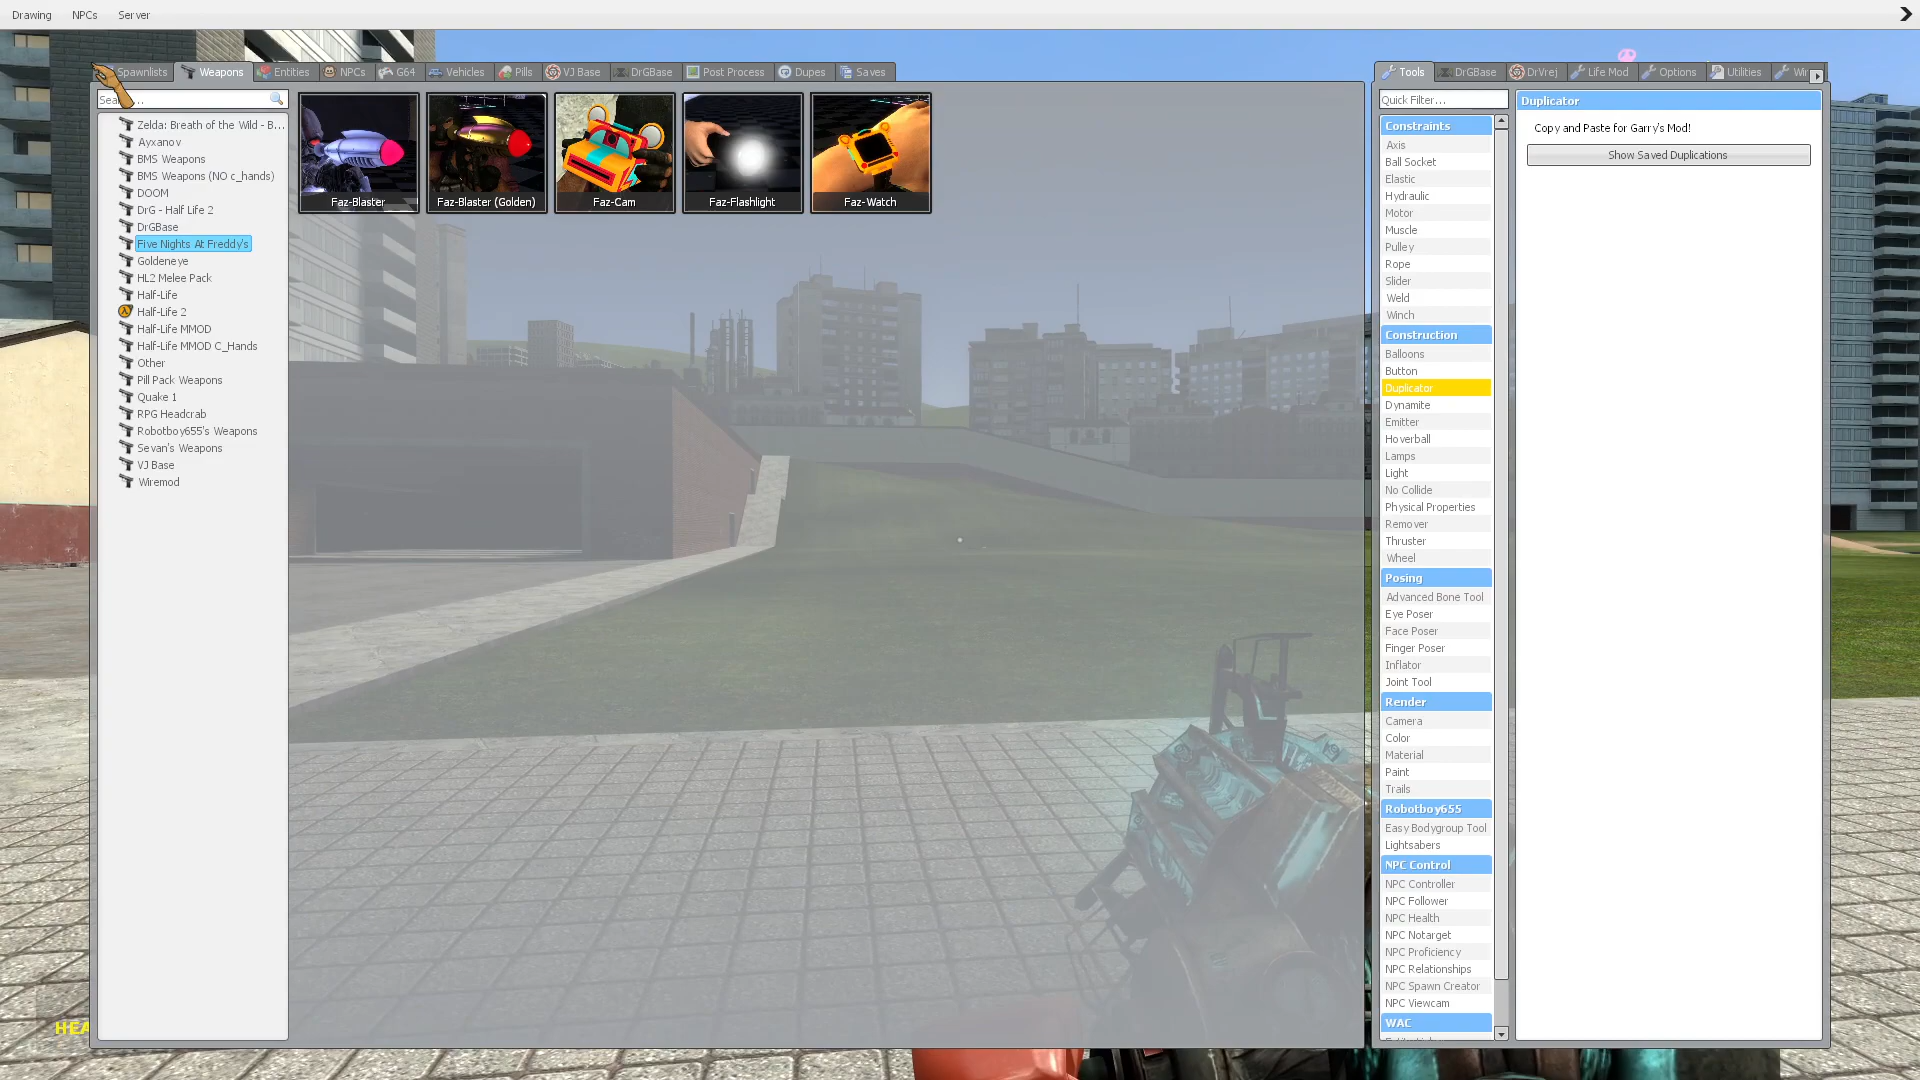 Drawing NPCs Server
Spawnlists Weapons Entities NPCs G64 Vehicles Pills VJ Base DrGBase Post Process Dupes Saves
Tools DrGBase DrVrej Life Mod Options Utilities
Zelda: Breath of the Wild - B...
Ayxanov
BMS Weapons
BMS Weapons (NO c_hands)
DOOM
DrG - Half Life 2
DrGBase
Five Nights At Freddy's
Goldeneye
HL2 Melee Pack
Half-Life
Half-Life 2
Half-Life MMOD
Half-Life MMOD C_Hands
Other
Pill Pack Weapons
Quake 1
RPG Headcrab
Robotboy655's Weapons
Sevan's Weapons
VJ Base
Wiremod
Faz-Blaster
Faz-Blaster (Golden)
Faz-Cam
Faz-Flashlight
Faz-Watch
Quick Filter...
Constraints
Axis
Ball Socket
Elastic
Hydraulic
Motor
Muscle
Pulley
Rope
Slider
Weld
Winch
Construction
Balloons
Button
Duplicator
Dynamite
Emitter
Hoverball
Lamps
Light
No Collide
Physical Properties
Remover
Thruster
Wheel
Posing
Advanced Bone Tool
Eye Poser
Face Poser
Finger Poser
Inflator
Joint Tool
Render
Camera
Color
Material
Paint
Trails
Robotboy655
Easy Bodygroup Tool
Lightsabers
NPC Control
NPC Controller
NPC Follower
NPC Health
NPC Notarget
NPC Proficiency
NPC Relationships
NPC Spawn Creator
NPC Viewcam
WAC
Duplicator
Copy and Paste for Garry's Mod!
Show Saved Duplications
HEA